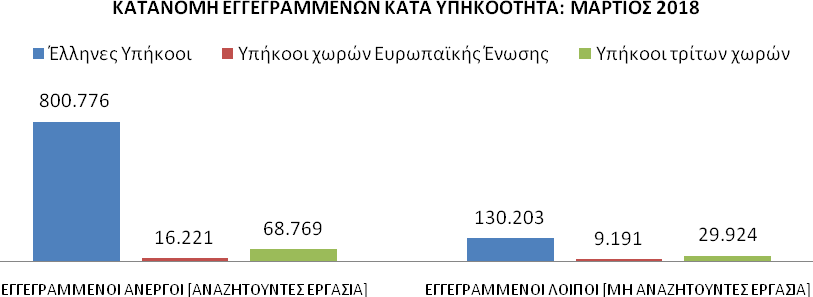 ΚΑΤΑΝΟΜΗ ΕΓΓΕΓΡΑΜΜΕΝΩΝ ΚΑΤΑ ΥΠΗΚΟΟΤΗΤΑ: ΜΑΡΤΙΟΣ 2018
Έλληνες Υπήκοοι Υπήκοοι χωρών Ευρωπαϊκής Ένωσης Υπήκοοι τρίτων χωρών
800.776
16.221
68.769
130.203
9.191
29.924
ΕΓΓΕΓΡΑΜΜΕΝΟΙ ΑΝΕΡΓΟΙ [ΑΝΑΖΗΤΟΥΝΤΕΣ ΕΡΓΑΣΙΑ] ΕΓΓΕΓΡΑΜΜΕΝΟΙ ΛΟΙΠΟΙ [ΜΗ ΑΝΑΖΗΤΟΥΝΤΕΣ ΕΡΓΑΣΙΑ]